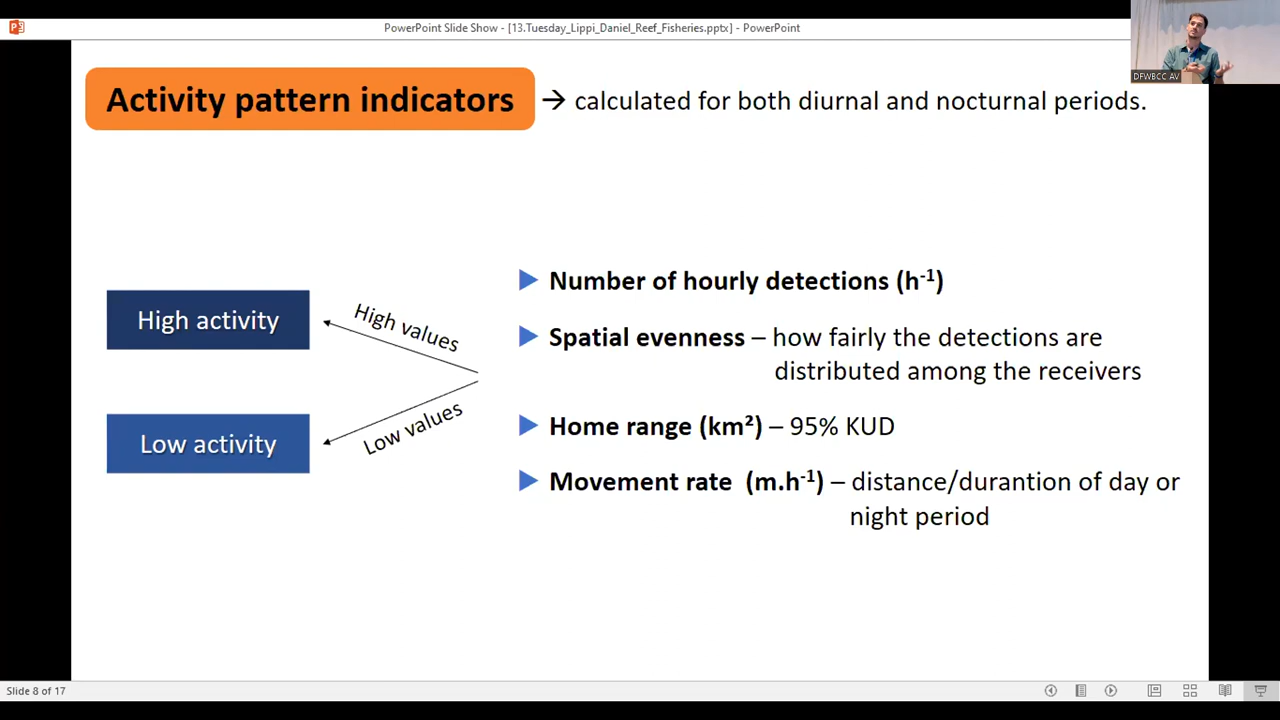 PowerPoint Slide Show - [13.Tuesday_Lippi_Daniel_Reef_Fisheries.pptx] - PowerPoint
DFWBCC AV
Activity pattern indicators → calculated for both diurnal and nocturnal periods.
Number of hourly detections (h-1)
High activity
High values
Spatial evenness – how fairly the detections are
distributed among the receivers
Low activity
Low values
Home range (km²) – 95% KUD
Movement rate (m.h-1) – distance/durantion of day or
night period
Slide 8 of 17